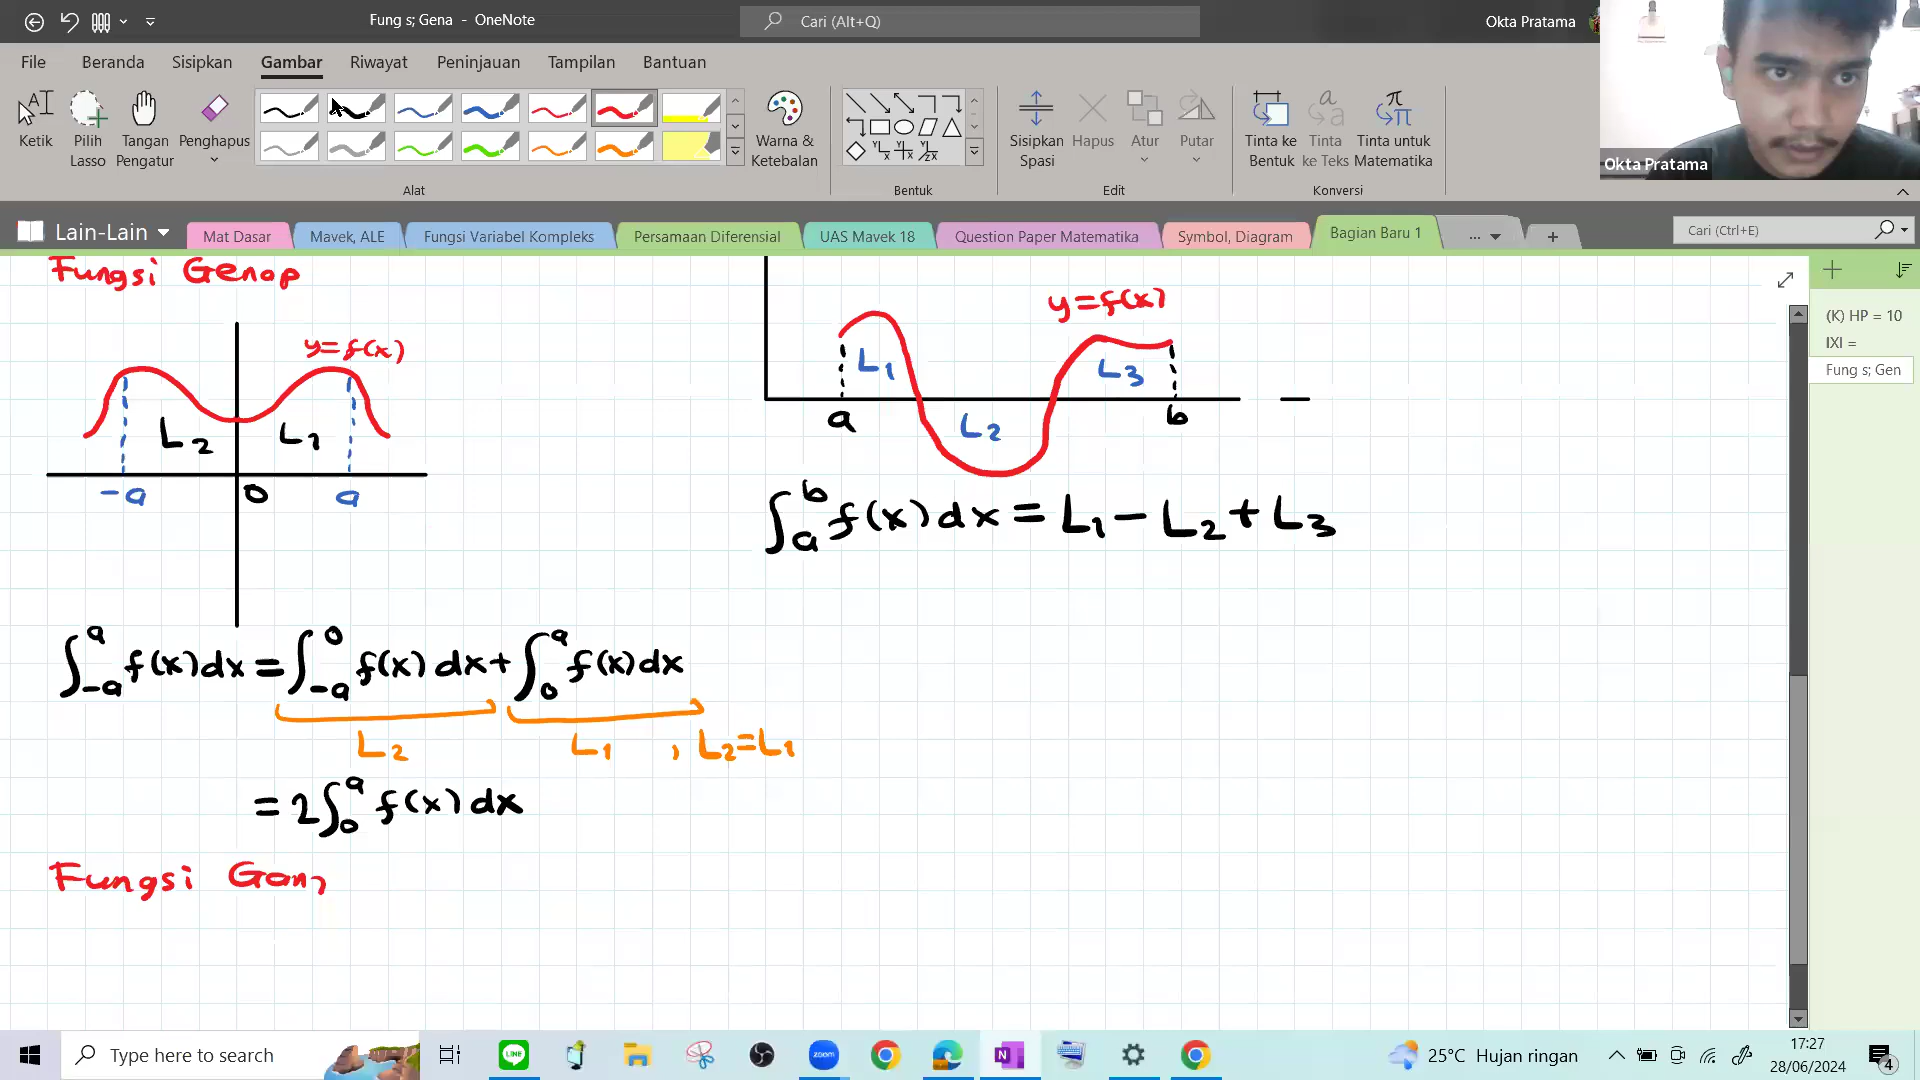 Fung s; Gena - OneNote
Cari (Alt+Q)
Okta Pratama
File Beranda Sisipkan Gambar Riwayat Peninjauan Tampilan Bantuan
Ketik
Pilih Lasso
Tangan Pengatur
Penghapus
Warna & Ketebalan
Sisipkan Spasi
Hapus
Atur
Putar
Tinta ke Bentuk
Tinta ke Teks
Tinta untuk Matematika
Alat
Bentuk
Edit
Konversi
Okta Pratama
Lain-Lain
Mat Dasar
Mavek, ALE
Fungsi Variabel Kompleks
Persamaan Diferensial
UAS Mavek 18
Question Paper Matematika
Symbol, Diagram
Bagian Baru 1
...
Cari (Ctrl+E)
(K) HP = 10
IXI =
Fung s; Gen
Fungsi Genap
y=f(x)
L2 L1
-a 0 a
y=f(x)
L1 L2 L3
a b
∫_a^b f(x)dx = L1 - L2 + L3
∫_-a^a f(x)dx = ∫_-a^0 f(x)dx + ∫_0^a f(x)dx
L2 L1 , L2=L1
= 2∫_0^a f(x)dx
Fungsi Gan
Type here to search
LINE
zoom
25°C Hujan ringan
17:27
28/06/2024
4